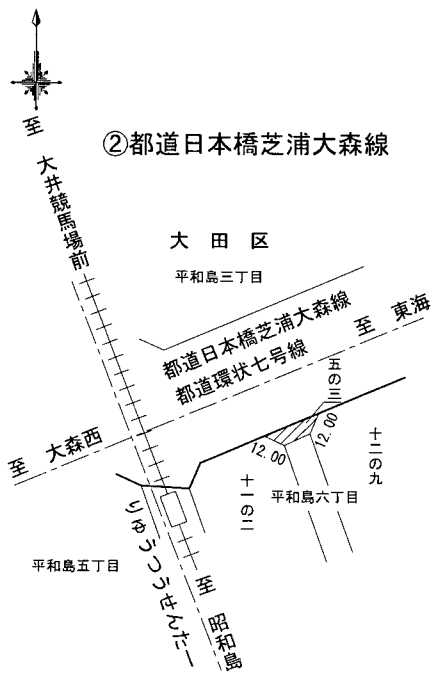 ②都道日本橋芝浦大森線
至 大井競馬場前
大田区
平和島三丁目
都道日本橋芝浦大森線
都道環状七号線
至 東海
至 大森西
五の三
12.00
12.00
十二の九
十一の二
平和島六丁目
平和島五丁目
りゅうつうせんたー
至 昭和島